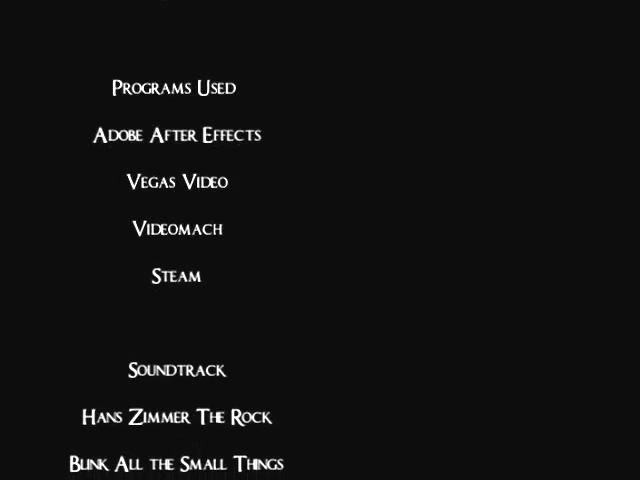 Programs Used
Adobe After Effects
Vegas Video
Videomach
Steam
Soundtrack
Hans Zimmer The Rock
Blink All the Small Things